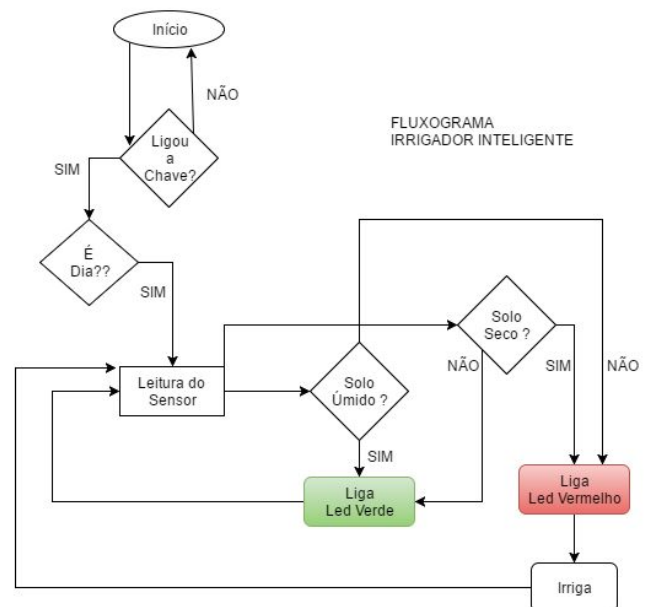 Início
NÃO
FLUXOGRAMA
IRRIGADOR INTELIGENTE
Ligou
a
Chave?
SIM
É
Dia??
SIM
Solo
Seco ?
Leitura do
Sensor
Solo
Úmido ?
NÃO
SIM
NÃO
SIM
Liga
Led Verde
Liga
Led Vermelho
Irriga